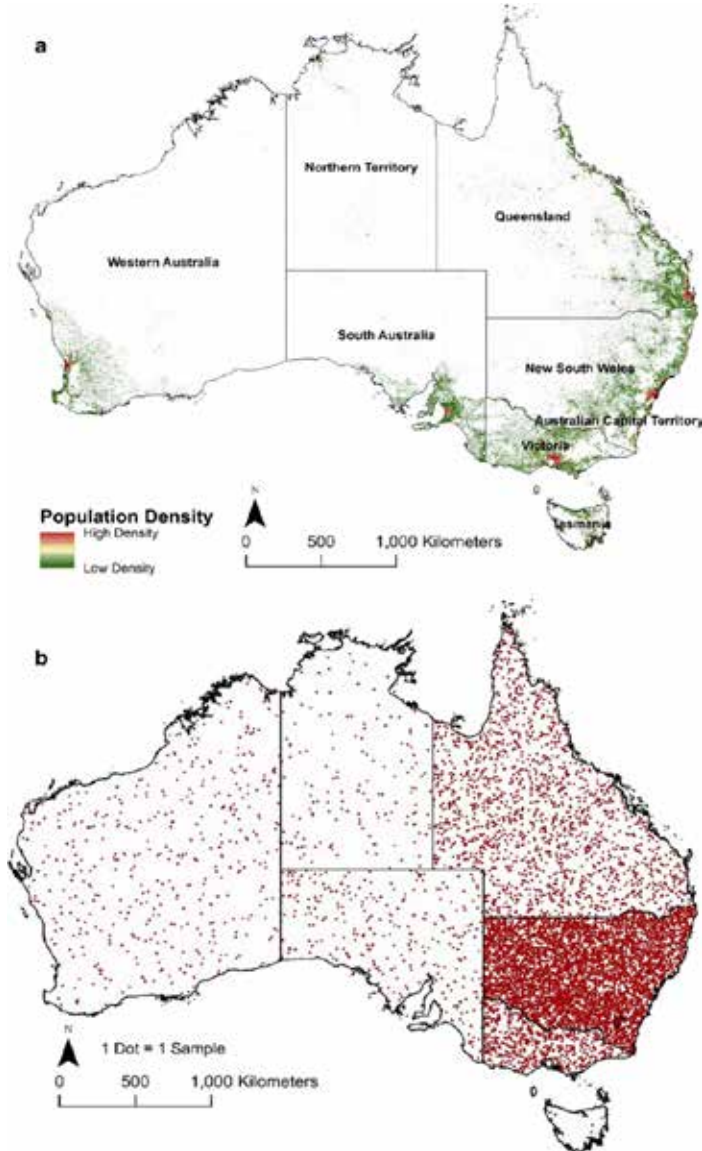 a
Northern Territory
Queensland
Western Australia
South Australia
New South Wales
Australian Capital Territory
Victoria
Tasmania
Population Density
High Density
Low Density
N
0 500 1,000 Kilometers
b
N
1 Dot = 1 Sample
0 500 1,000 Kilometers